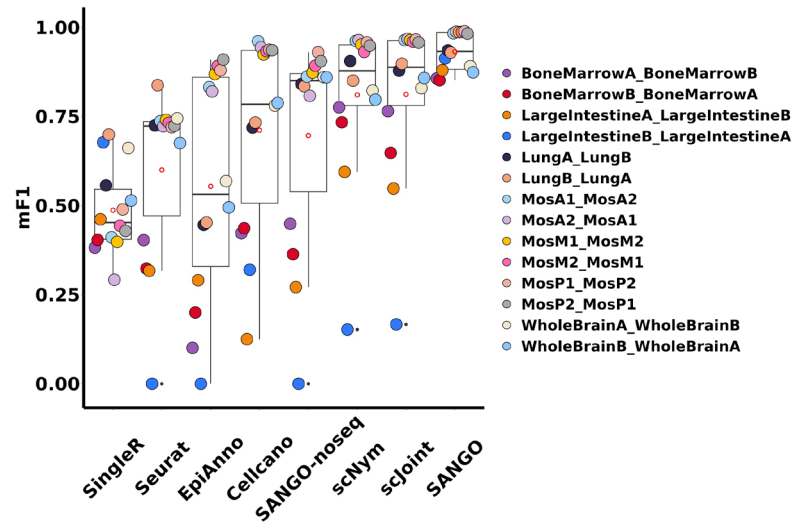 mF1
1.00
0.75
0.50
0.25
0.00
SingleR
Seurat
EpiAnno
Cellcano
SANGO-noseq
scNym
scJoint
SANGO
BoneMarrowA_BoneMarrowB
BoneMarrowB_BoneMarrowA
LargeIntestineA_LargeIntestineB
LargeIntestineB_LargeIntestineA
LungA_LungB
LungB_LungA
MosA1_MosA2
MosA2_MosA1
MosM1_MosM2
MosM2_MosM1
MosP1_MosP2
MosP2_MosP1
WholeBrainA_WholeBrainB
WholeBrainB_WholeBrainA